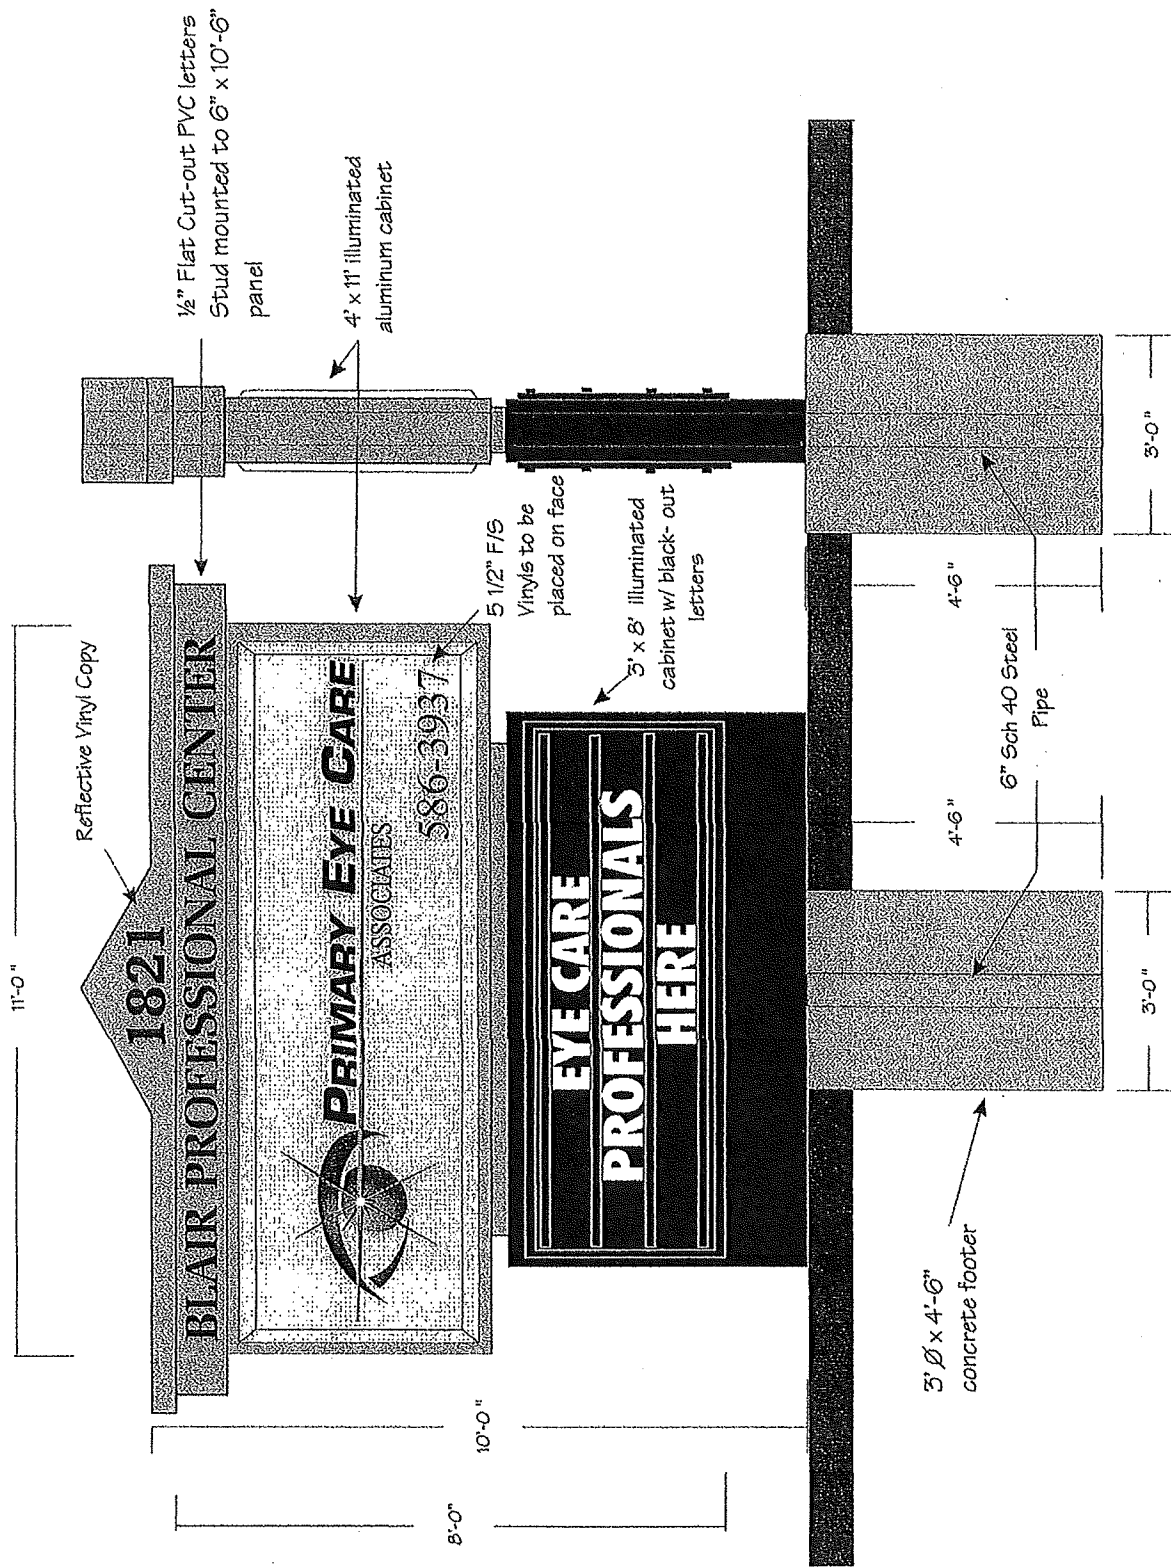 11'-0"
Reflective Vinyl Copy
½" Flat Cut-out PVC letters
Stud mounted to 6" x 10'-6"
panel
1821
BLAIR PROFESSIONAL CENTER
4' x 11' illuminated
aluminum cabinet
PRIMARY EYE CARE
ASSOCIATES
586-3937
5 1/2" F/S
Vinyls to be
placed on face
10'-0"
8'-0"
3' x 8' illuminated
cabinet w/ black- out
letters
EYE CARE
PROFESSIONALS
HERE
4'-6"
4'-6"
3' Ø x 4'-6"
concrete footer
6" Sch 40 Steel
Pipe
3'-0"
3'-0"